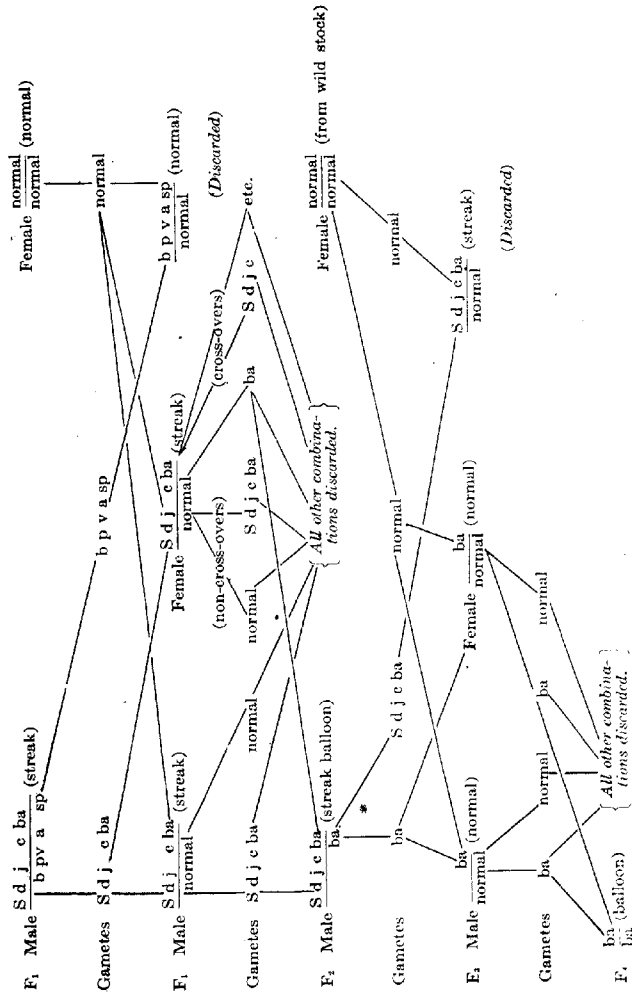 F₁ Male S d j c ba / b pv a sp (streak) Female normal / normal (normal)
Gametes S d j c ba b p v a sp normal
F₁ Male S d j c ba / normal (streak) Female S d j c ba / normal (streak) b p v a sp / normal (normal)
(Discarded)
(non-cross-overs) (cross-overs)
Gametes S d j c ba normal normal S d j c ba ba S d j c etc.
{ All other combina- }
{ tions discarded. }
F₂ Male S d j c ba / ba (streak balloon) Female normal / normal (from wild stock)
*
Gametes ba S d j c ba normal normal
F₃ Male ba / normal (normal) Female ba / normal (normal) S d j c ba / normal (streak)
(Discarded)
Gametes ba normal ba normal
{ All other combina- }
{ tions discarded. }
F₄ ba / ba (balloon)